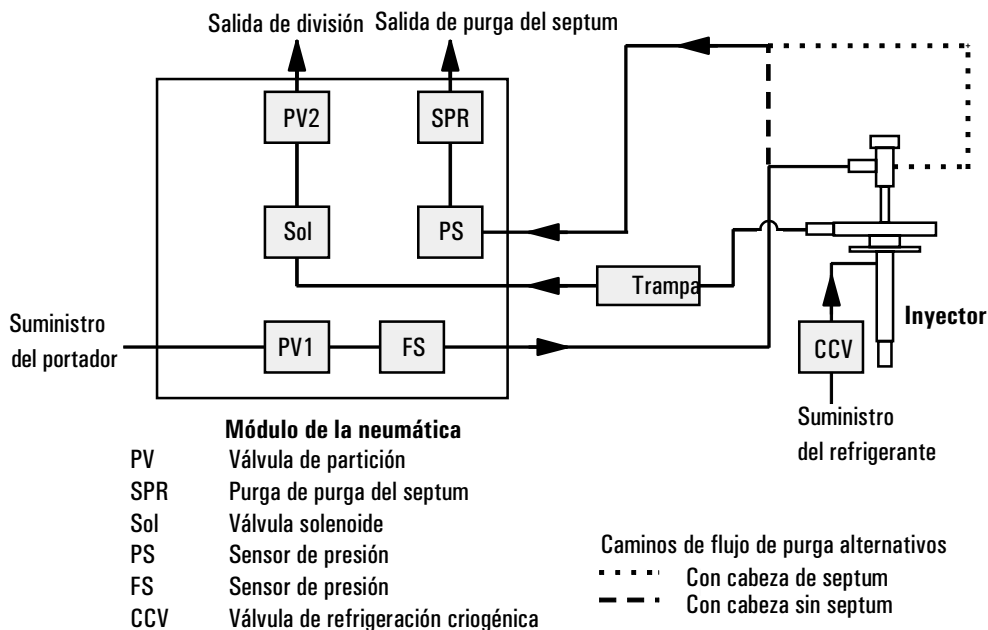 Salida de división
Salida de purga del septum
PV2
SPR
Sol
PS
Trampa
Suministro
del portador
PV1
FS
CCV
Inyector
Suministro
del refrigerante
Módulo de la neumática
PV Válvula de partición
SPR Purga de purga del septum
Sol Válvula solenoide
PS Sensor de presión
FS Sensor de presión
CCV Válvula de refrigeración criogénica
Caminos de flujo de purga alternativos
Con cabeza de septum
Con cabeza sin septum